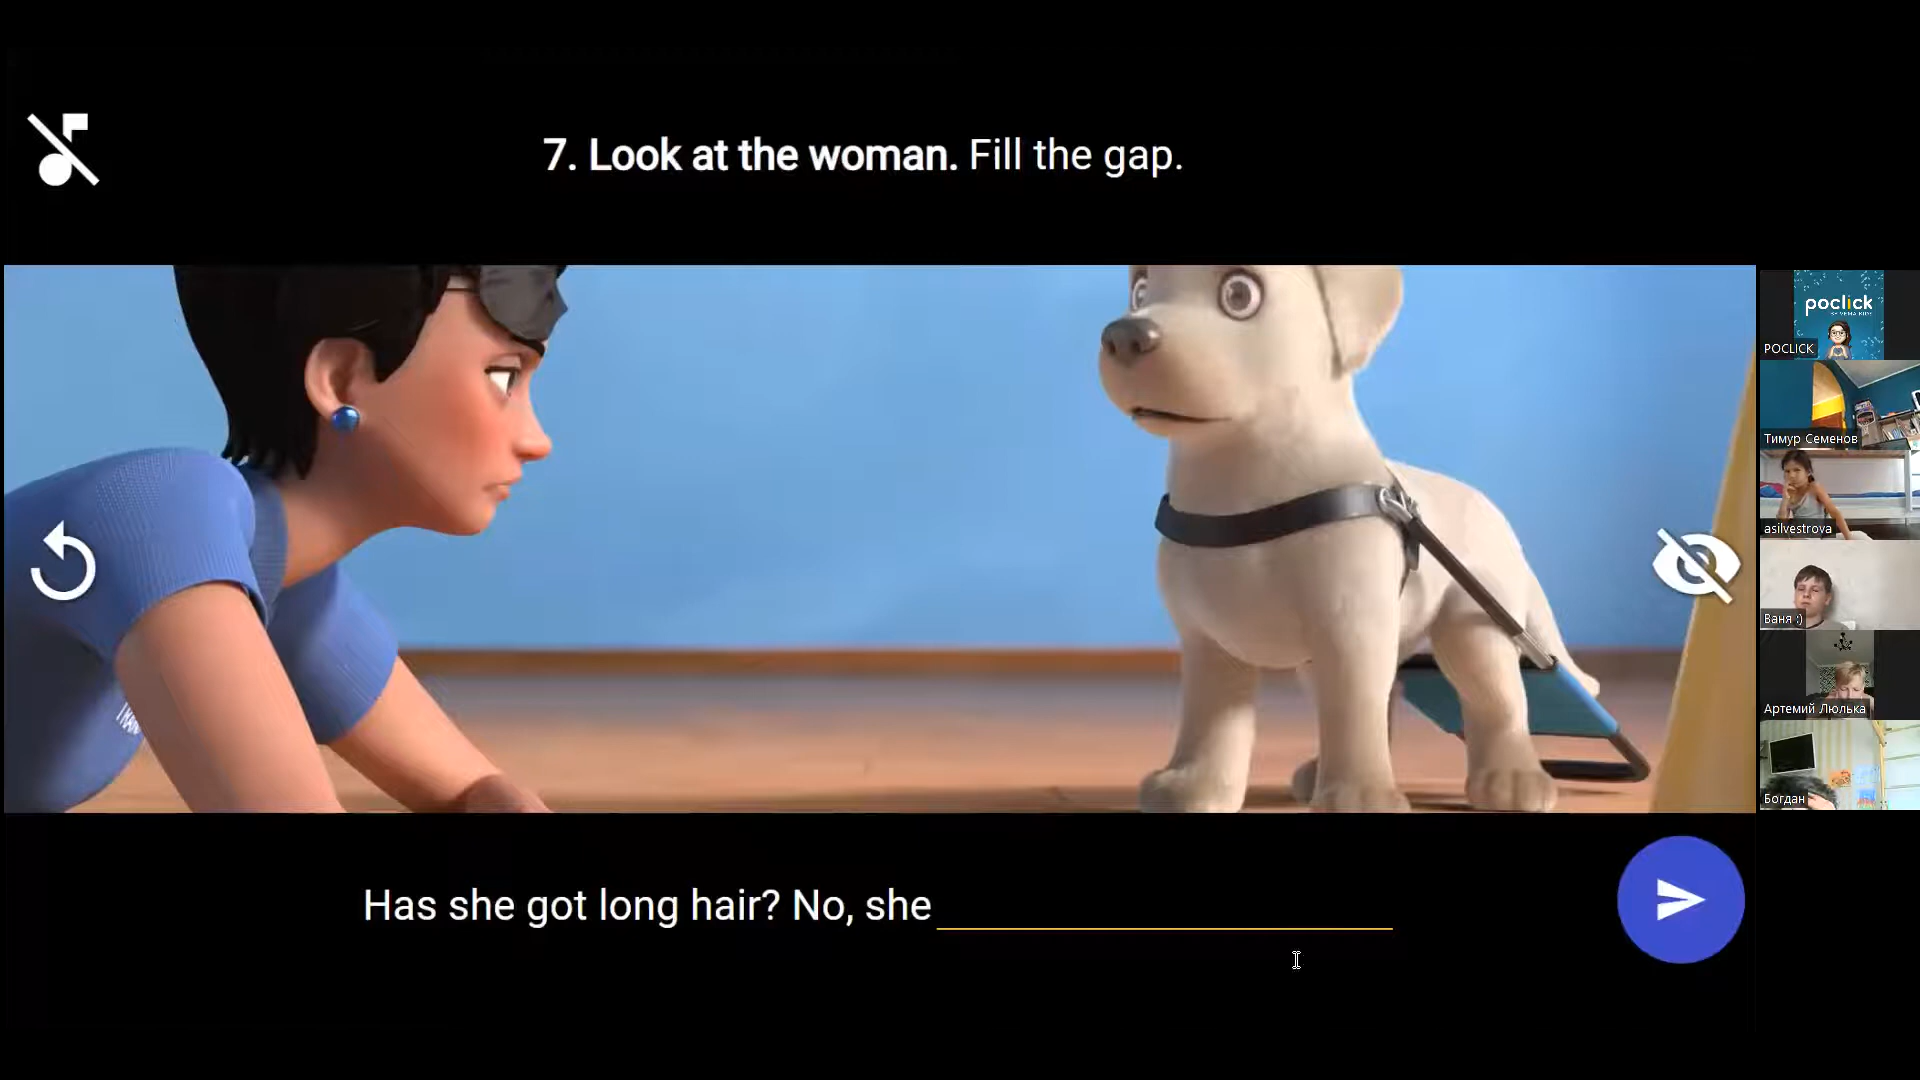 7. Look at the woman. Fill the gap.
poclick
POCLICK
Тимур Семенов
asilvestrova
Ваня :)
Артемий Люлька
Богдан
Has she got long hair? No, she